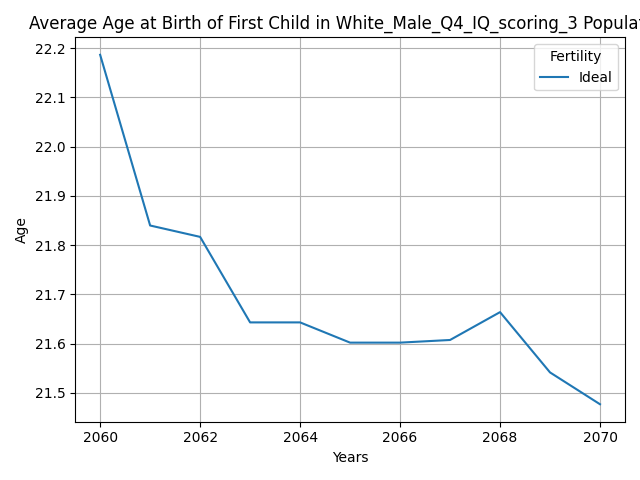 Average Age at Birth of First Child in White_Male_Q4_IQ_scoring_3
Fertility
Ideal
22.2
22.1
22.0
21.9
21.8
21.7
21.6
21.5
Age
2060 2062 2064 2066 2068 2070
Years